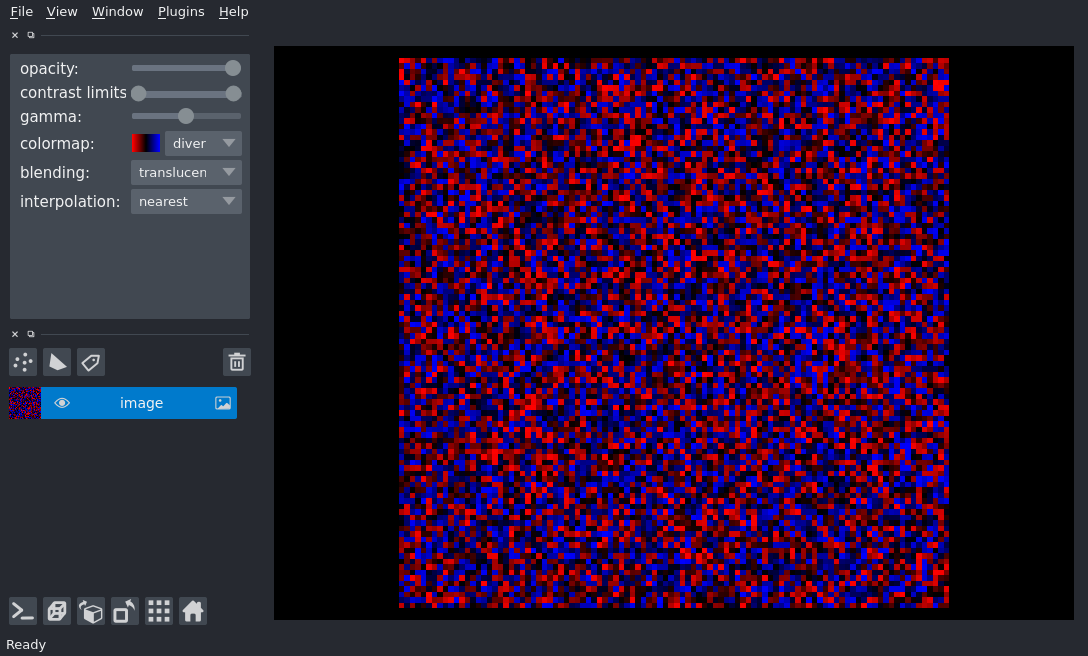 File View Window Plugins Help
opacity:
contrast limits
gamma:
colormap: diver
blending: translucen
interpolation: nearest
image
Ready